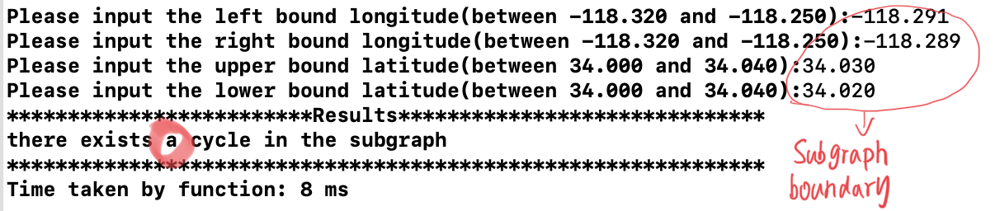 Please input the left bound longitude(between -118.320 and -118.250):-118.291
Please input the right bound longitude(between -118.320 and -118.250):-118.289
Please input the upper bound latitude(between 34.000 and 34.040):34.030
Please input the lower bound latitude(between 34.000 and 34.040):34.020
*************************Results******************************
there exists a cycle in the subgraph
**************************************************************
Time taken by function: 8 ms
Subgraph
boundary